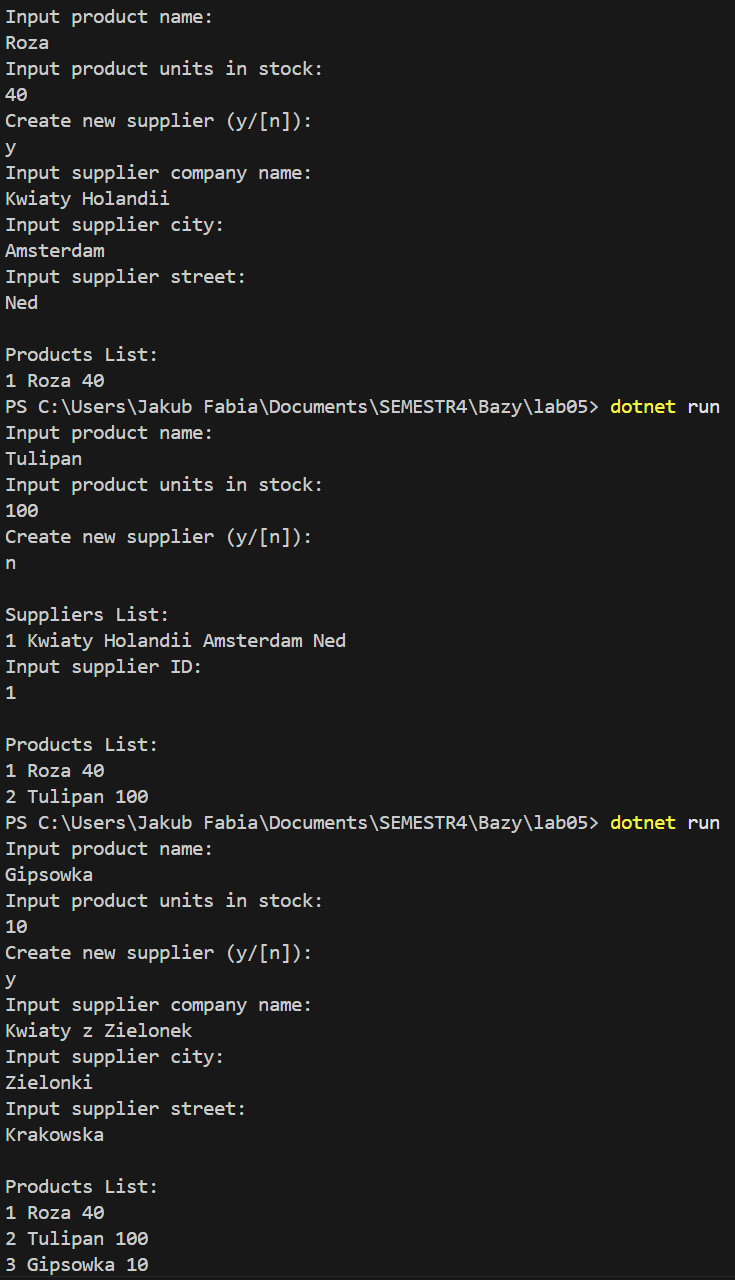 Input product name:
Roza
Input product units in stock:
40
Create new supplier (y/[n]):
y
Input supplier company name:
Kwiaty Holandii
Input supplier city:
Amsterdam
Input supplier street:
Ned

Products List:
1 Roza 40
PS C:\Users\Jakub Fabia\Documents\SEMESTR4\Bazy\lab05> dotnet run
Input product name:
Tulipan
Input product units in stock:
100
Create new supplier (y/[n]):
n

Suppliers List:
1 Kwiaty Holandii Amsterdam Ned
Input supplier ID:
1

Products List:
1 Roza 40
2 Tulipan 100
PS C:\Users\Jakub Fabia\Documents\SEMESTR4\Bazy\lab05> dotnet run
Input product name:
Gipsowka
Input product units in stock:
10
Create new supplier (y/[n]):
y
Input supplier company name:
Kwiaty z Zielonek
Input supplier city:
Zielonki
Input supplier street:
Krakowska

Products List:
1 Roza 40
2 Tulipan 100
3 Gipsowka 10